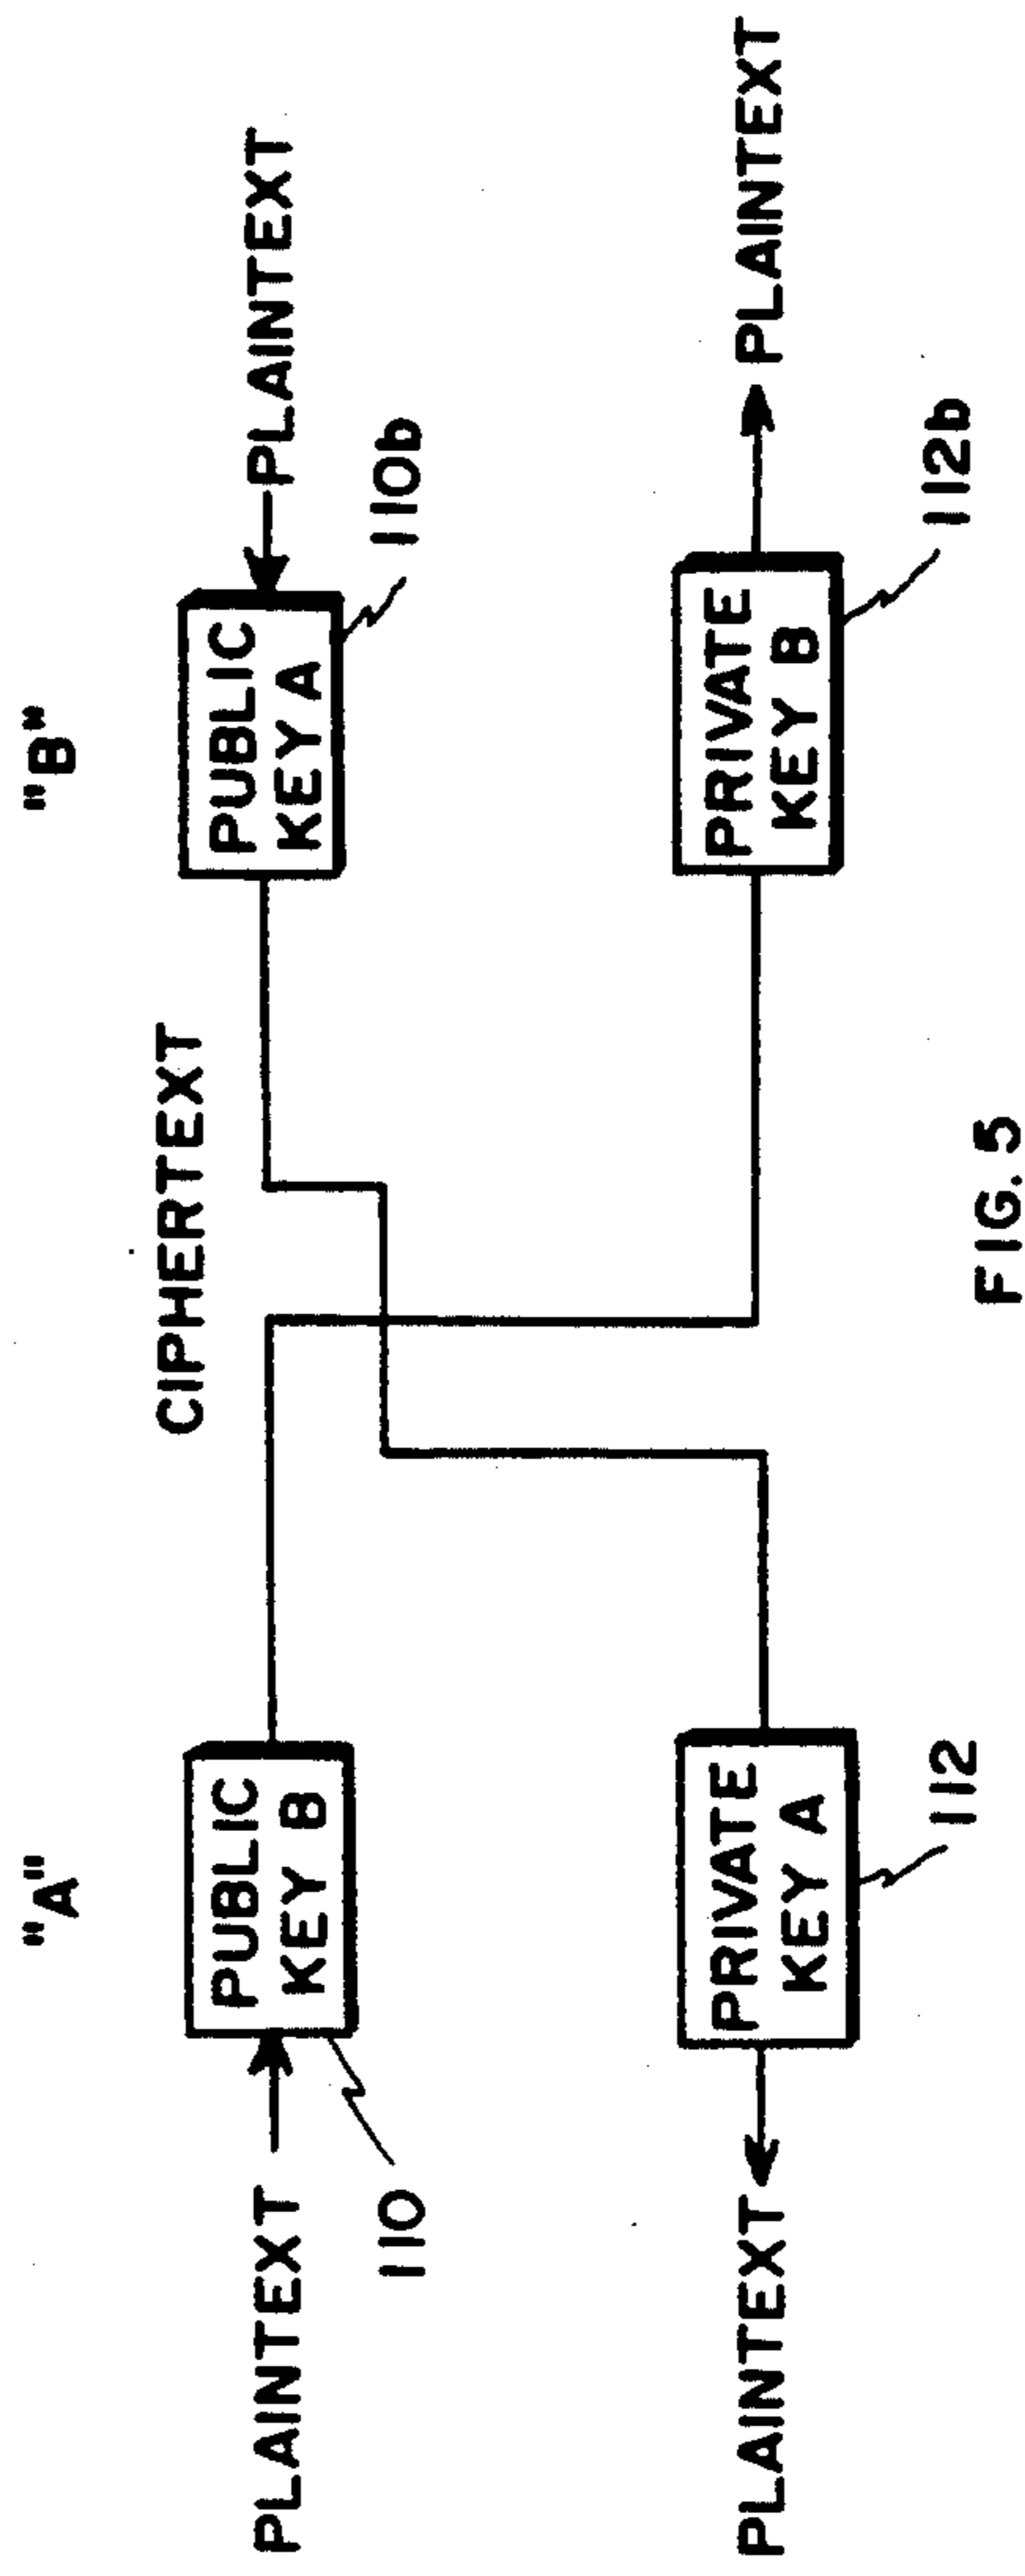 "A"
"B"
CIPHERTEXT
PLAINTEXT
PUBLIC
KEY B
PUBLIC
KEY A
PLAINTEXT
110
110b
PLAINTEXT
PRIVATE
KEY A
PRIVATE
KEY B
PLAINTEXT
112
112b
FIG. 5